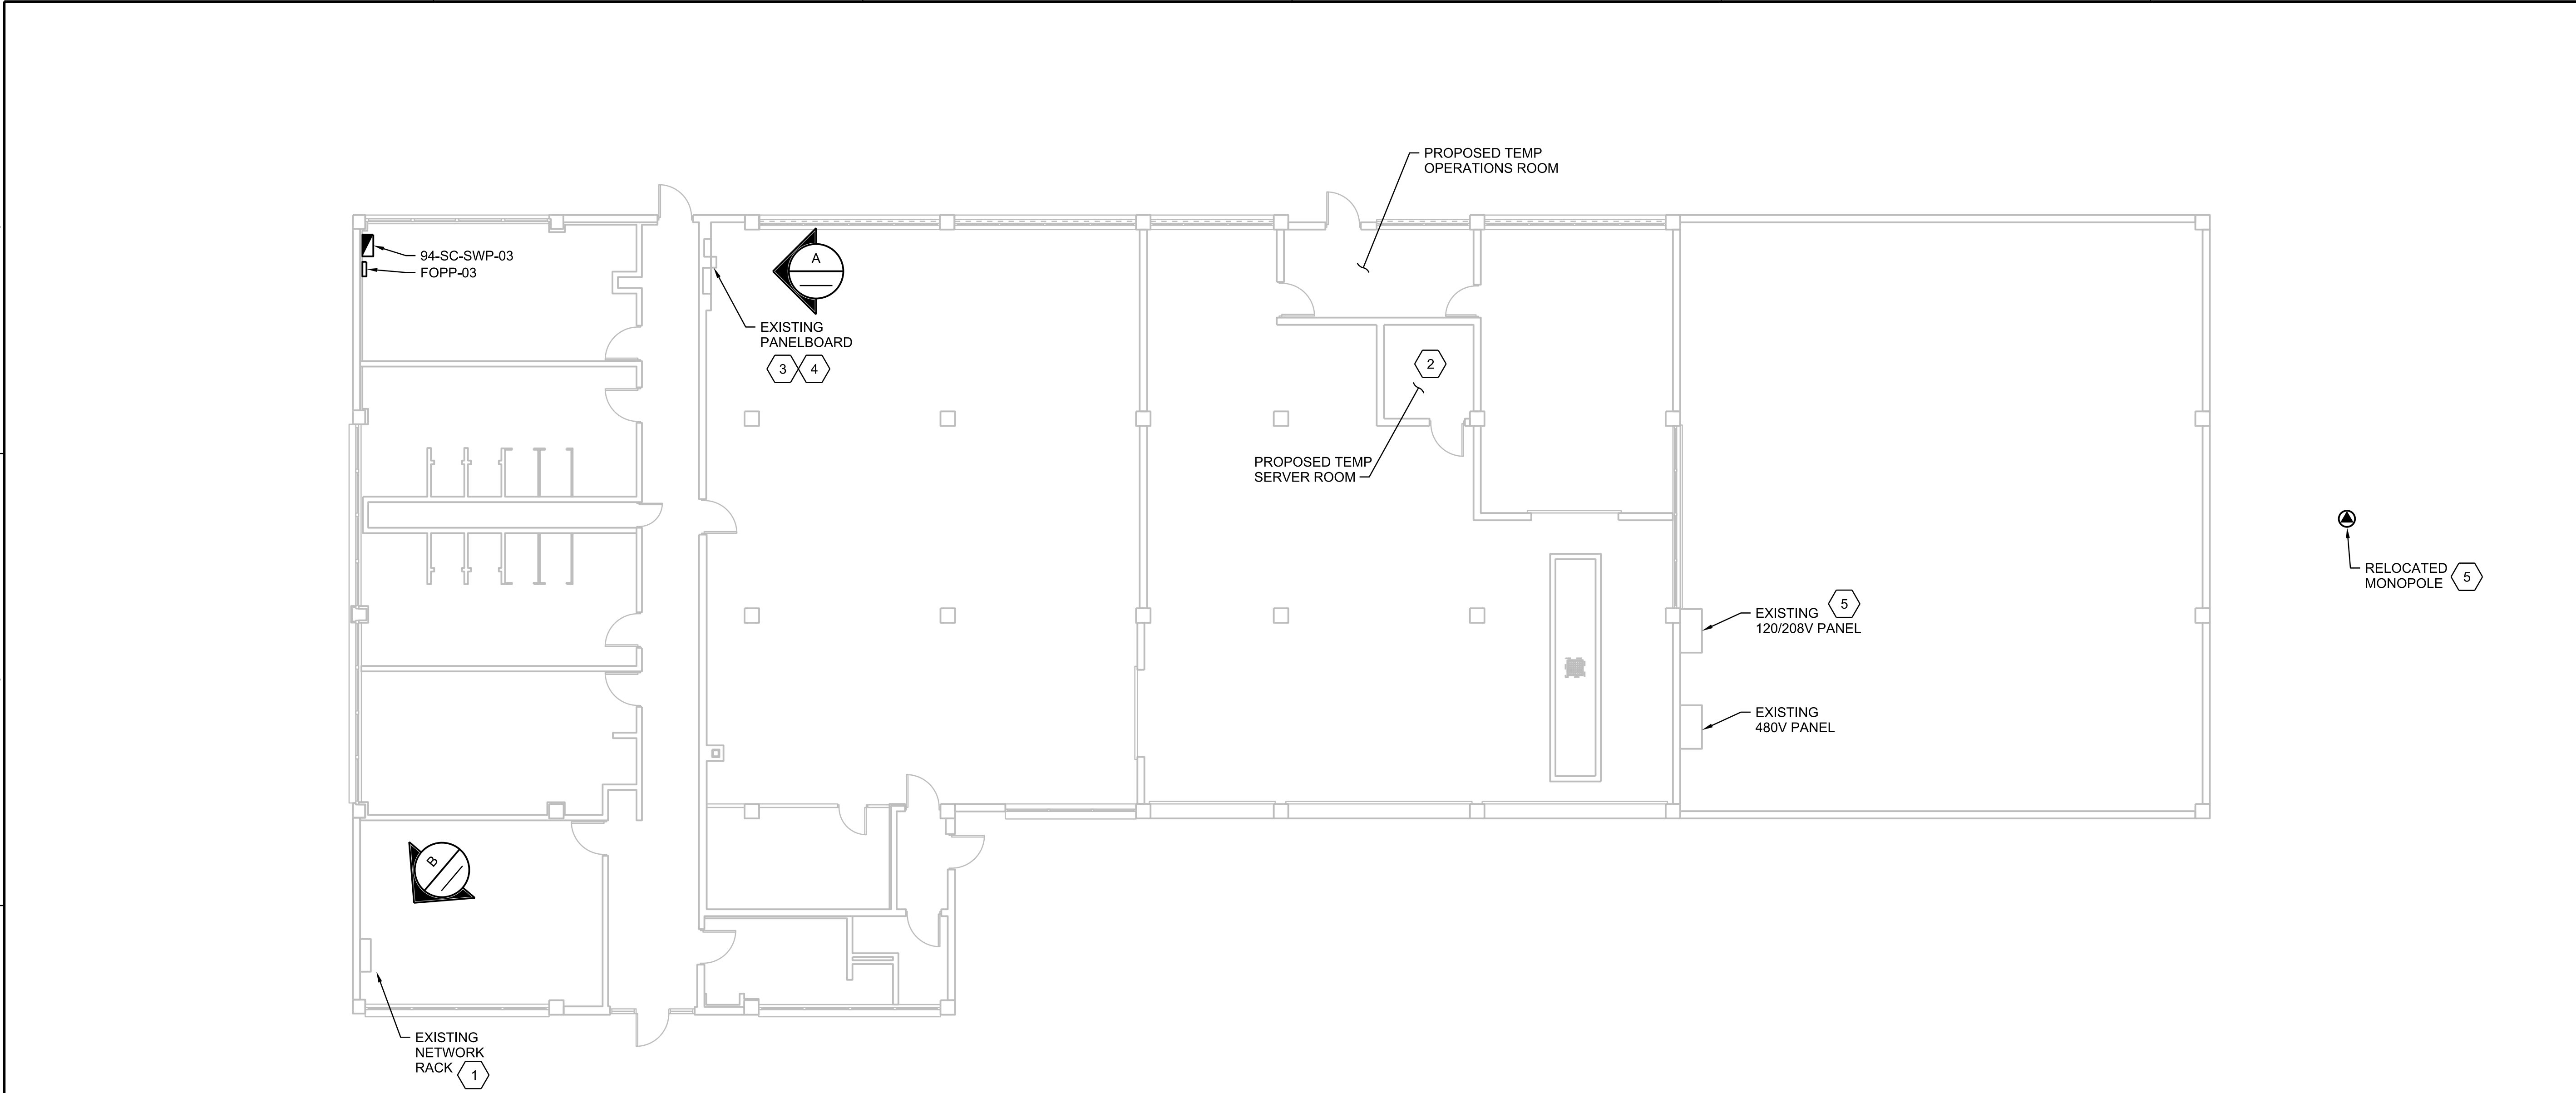 PROPOSED TEMP
OPERATIONS ROOM
94-SC-SWP-03
FOPP-03
A
EXISTING
PANELBOARD
3 4
2
PROPOSED TEMP
SERVER ROOM
RELOCATED
MONOPOLE 5
EXISTING 5
120/208V PANEL
EXISTING
480V PANEL
B
EXISTING
NETWORK
RACK 1